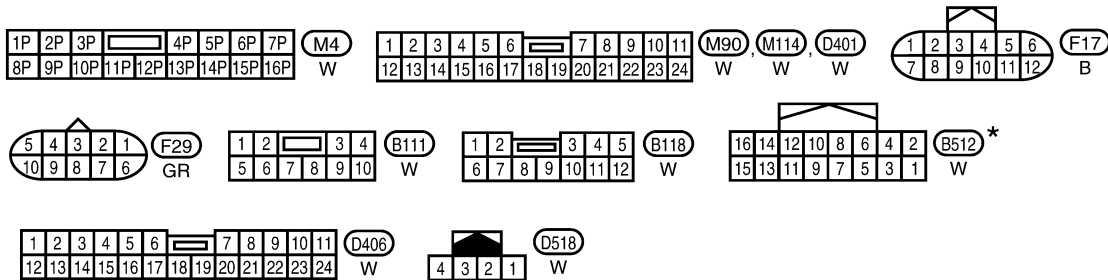 1P 2P 3P 4P 5P 6P 7P M4
8P 9P 10P 11P 12P 13P 14P 15P 16P W
1 2 3 4 5 6 7 8 9 10 11 M90 , M114 , D401
12 13 14 15 16 17 18 19 20 21 22 23 24 W W W
1 2 3 4 5 6 F17
7 8 9 10 11 12 B
5 4 3 2 1 F29
10 9 8 7 6 GR
1 2 3 4 B111
5 6 7 8 9 10 W
1 2 3 4 5 B118
6 7 8 9 10 11 12 W
16 14 12 10 8 6 4 2 B512 *
15 13 11 9 7 5 3 1 W
1 2 3 4 5 6 7 8 9 10 11 D406
12 13 14 15 16 17 18 19 20 21 22 23 24 W
4 3 2 1 D518
W